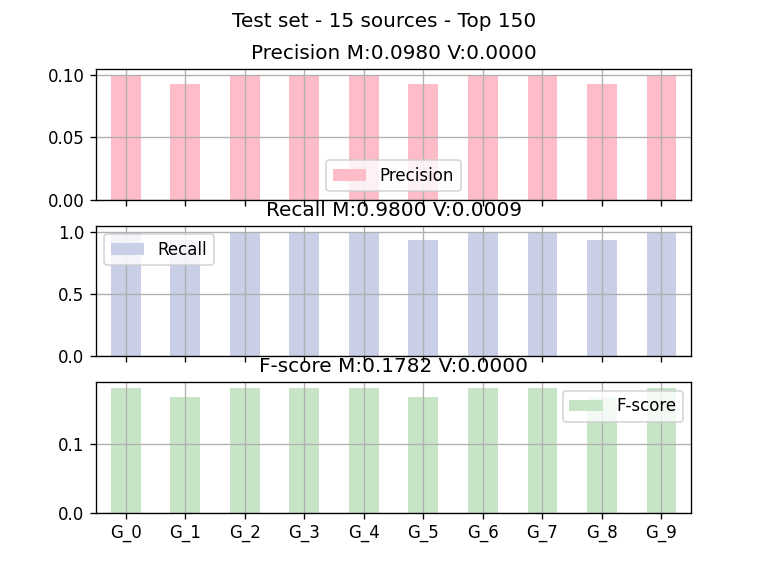 Test set - 15 sources - Top 150
Precision M:0.0980 V:0.0000
0.10
0.05
0.00
Precision
Recall M:0.9800 V:0.0009
1.0
0.5
0.0
Recall
F-score M:0.1782 V:0.0000
0.1
0.0
F-score
G_0 G_1 G_2 G_3 G_4 G_5 G_6 G_7 G_8 G_9